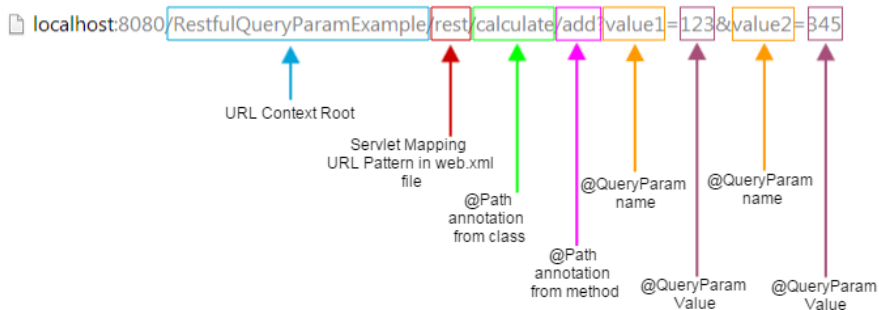 localhost:8080/RestfulQueryParamExample/rest/calculate/add?value1=123&value2=345
URL Context Root
Servlet Mapping
URL Pattern in web.xml
file
@Path
annotation
from class
@Path
annotation
from method
@QueryParam
name
@QueryParam
name
@QueryParam
Value
@QueryParam
Value